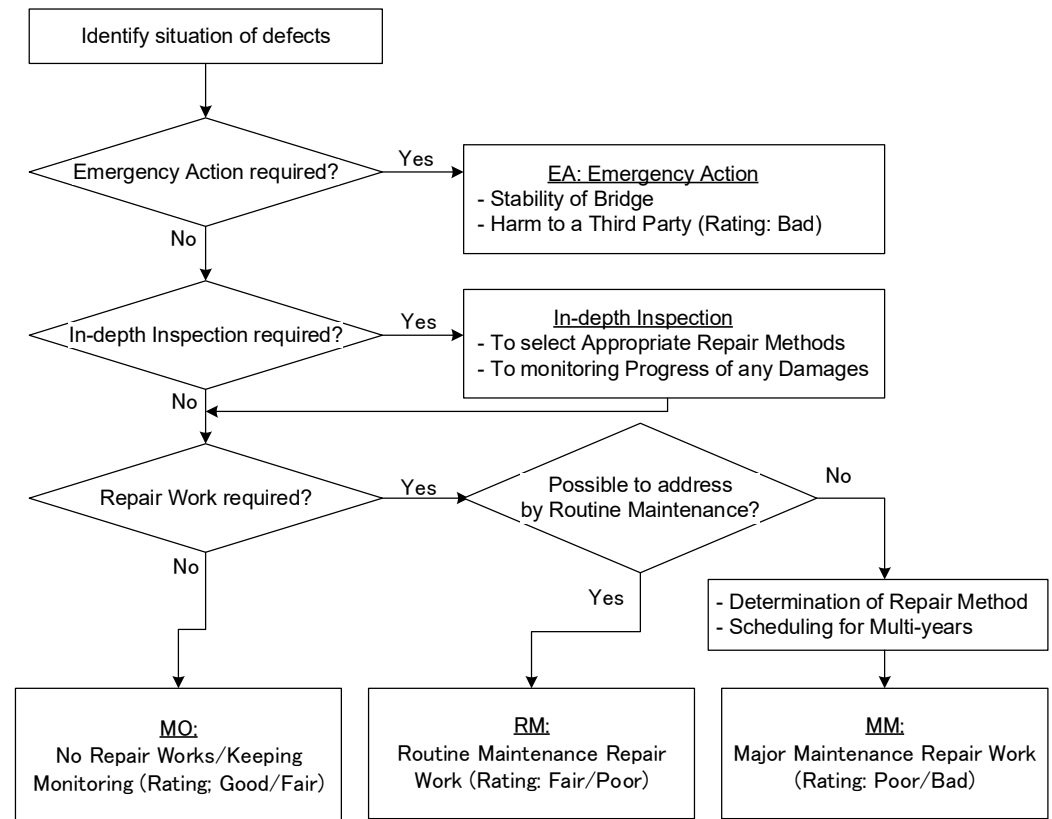 Identify situation of defects
Emergency Action required?
Yes
EA: Emergency Action
- Stability of Bridge
- Harm to a Third Party (Rating: Bad)
No
In-depth Inspection required?
Yes
In-depth Inspection
- To select Appropriate Repair Methods
- To monitoring Progress of any Damages
No
Repair Work required?
Yes
Possible to address
by Routine Maintenance?
No
No
Yes
- Determination of Repair Method
- Scheduling for Multi-years
MO:
No Repair Works/Keeping
Monitoring (Rating; Good/Fair)
RM:
Routine Maintenance Repair
Work (Rating: Fair/Poor)
MM:
Major Maintenance Repair Work
(Rating: Poor/Bad)